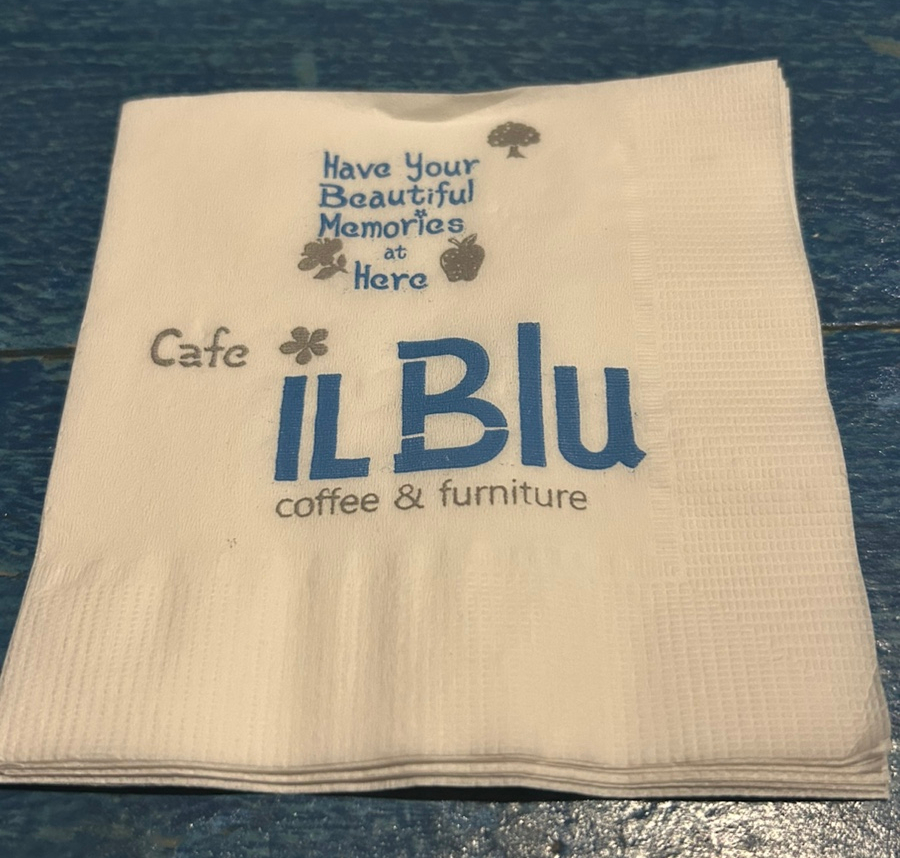 Have Your
Beautiful
Memories
at
Here
Cafe
IL Blu
coffee & furniture